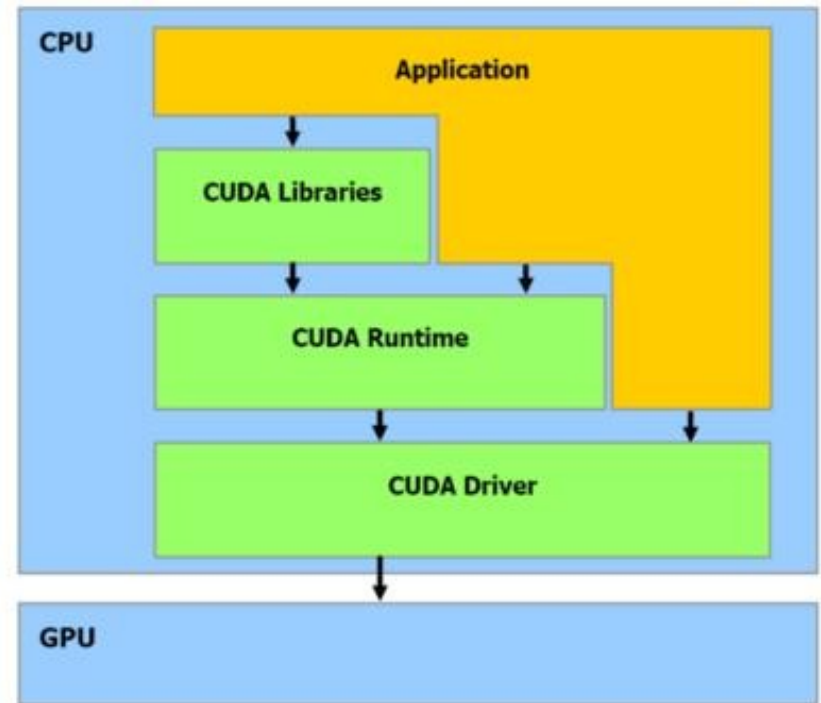 CPU
Application
CUDA Libraries
CUDA Runtime
CUDA Driver
GPU